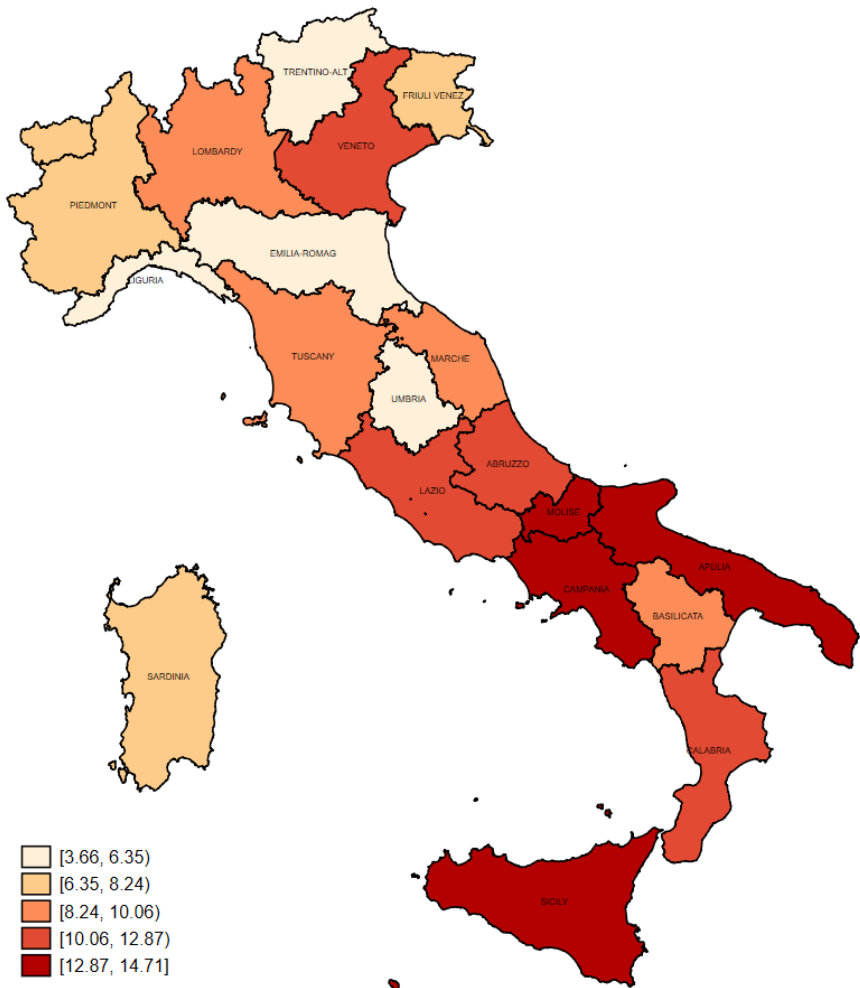 TRENTINO-ALT
FRIULI VENEZ
LOMBARDY
VENETO
PIEDMONT
EMILIA-ROMAG
LIGURIA
TUSCANY
MARCHE
UMBRIA
ABRUZZO
LAZIO
MOLISE
APULIA
CAMPANIA
BASILICATA
SARDINIA
CALABRIA
SICILY
[3.66, 6.35)
[6.35, 8.24)
[8.24, 10.06)
[10.06, 12.87)
[12.87, 14.71]